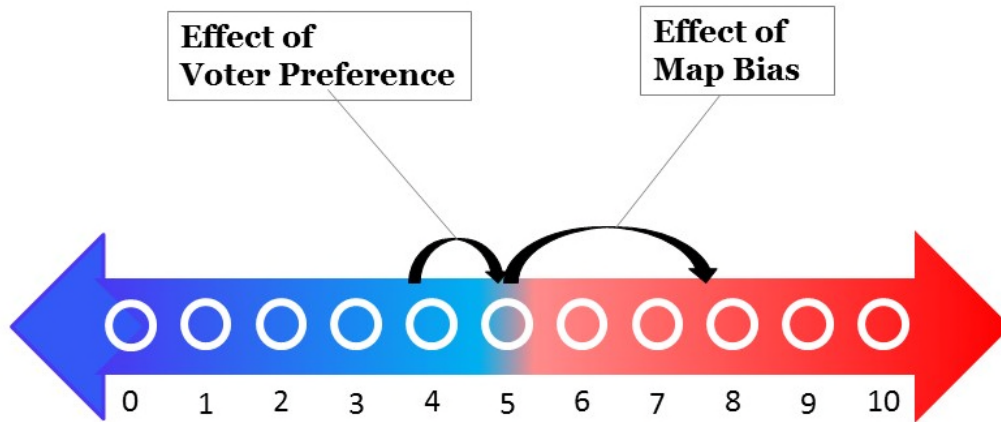 Effect of
Voter Preference
Effect of
Map Bias
0 1 2 3 4 5 6 7 8 9 10